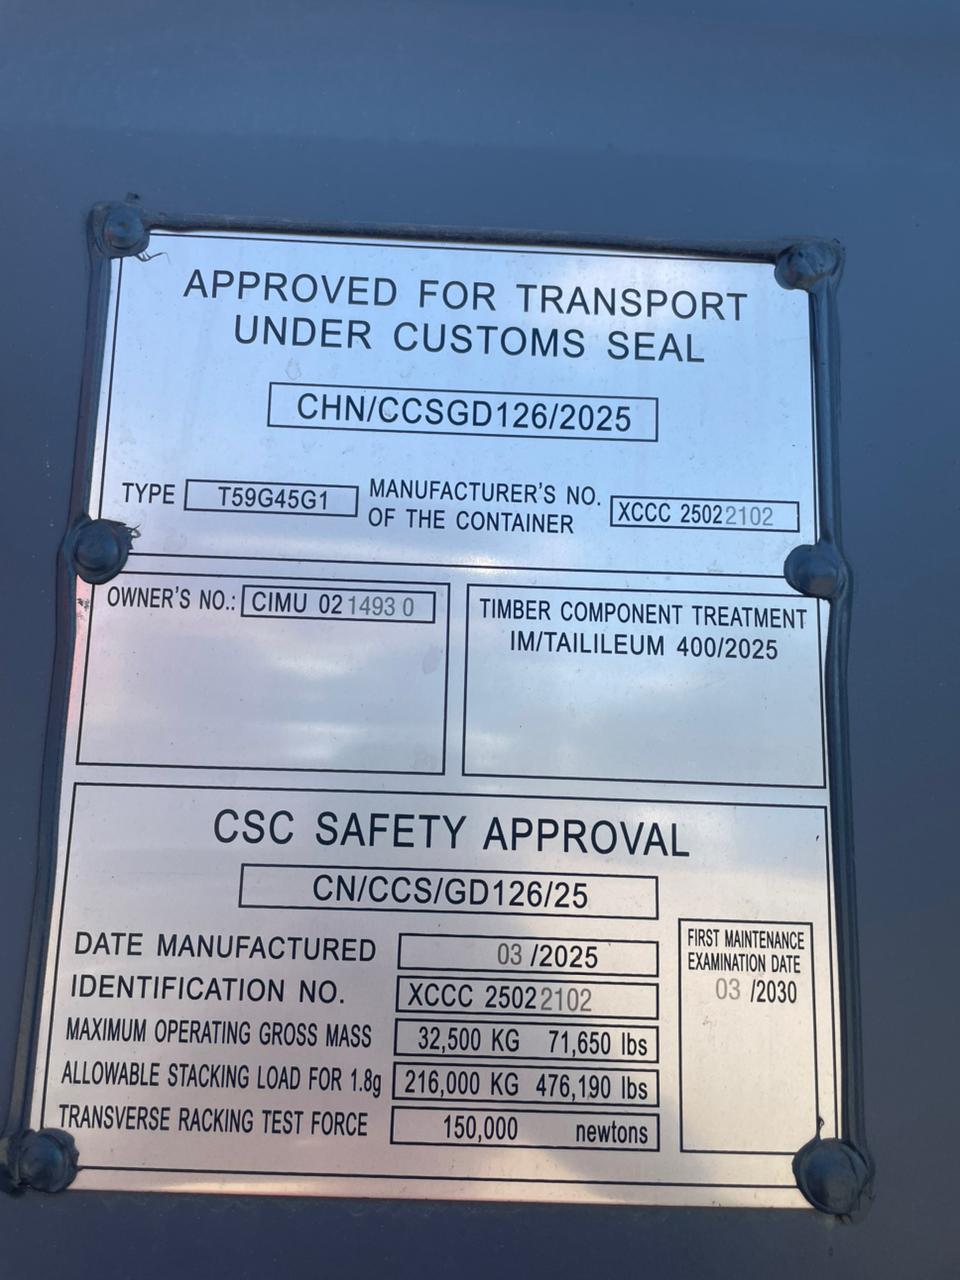 APPROVED FOR TRANSPORT
UNDER CUSTOMS SEAL
CHN/CCSGD126/2025
TYPE T59G45G1 MANUFACTURER'S NO. OF THE CONTAINER XCCC 25022102
OWNER'S NO.: CIMU 021493 0
TIMBER COMPONENT TREATMENT
IM/TAILILEUM 400/2025
CSC SAFETY APPROVAL
CN/CCS/GD126/25
DATE MANUFACTURED 03 /2025
IDENTIFICATION NO. XCCC 25022102
MAXIMUM OPERATING GROSS MASS 32,500 KG 71,650 lbs
ALLOWABLE STACKING LOAD FOR 1.8g 216,000 KG 476,190 lbs
TRANSVERSE RACKING TEST FORCE 150,000 newtons
FIRST MAINTENANCE
EXAMINATION DATE
03 /2030